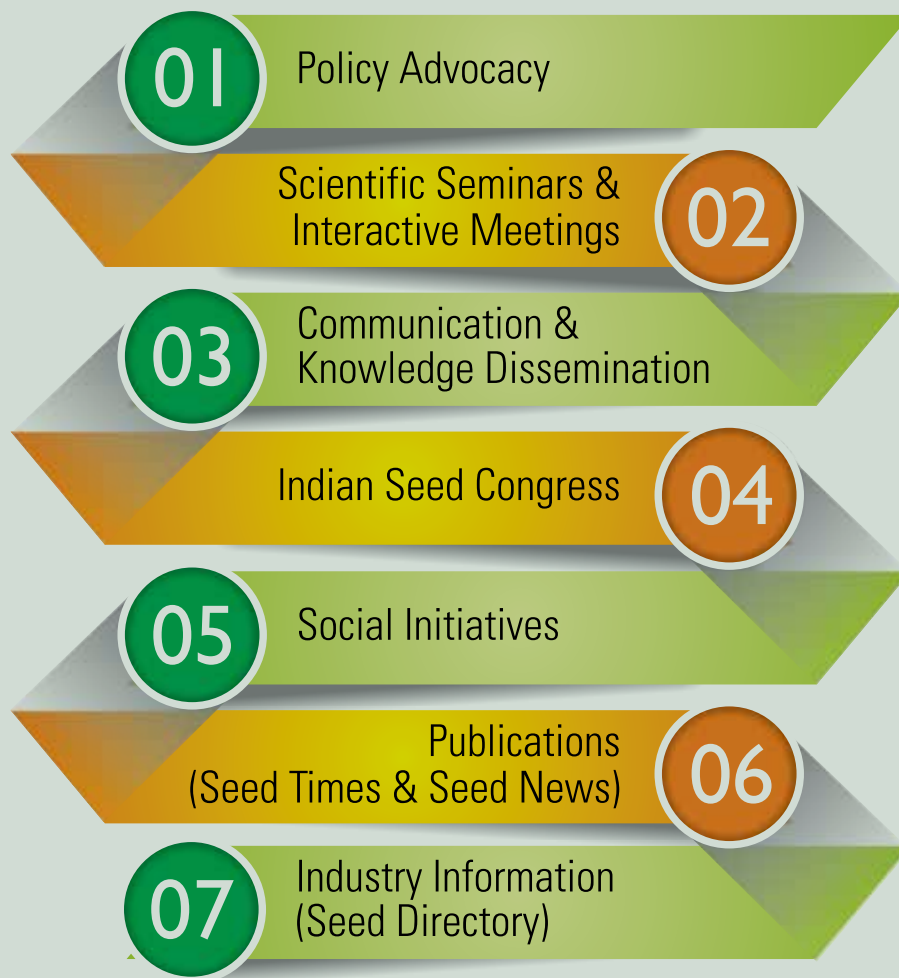 01
Policy Advocacy
Scientific Seminars &
Interactive Meetings
02
03
Communication &
Knowledge Dissemination
Indian Seed Congress
04
05
Social Initiatives
Publications
(Seed Times & Seed News)
06
07
Industry Information
(Seed Directory)